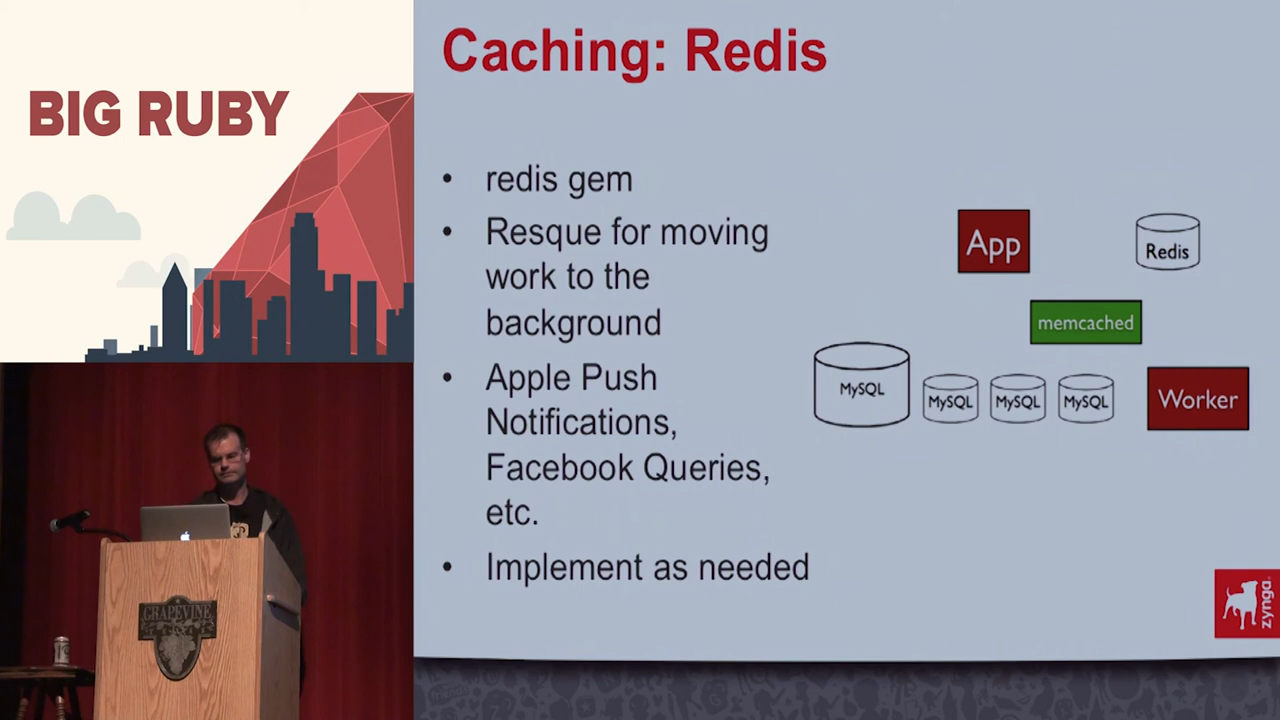 BIG RUBY
Caching: Redis
• redis gem
• Resque for moving
work to the
background
• Apple Push
Notifications,
Facebook Queries,
etc.
• Implement as needed
App
Redis
memcached
MySQL
MySQL
MySQL
MySQL
Worker
zynga
GRAPEVINE